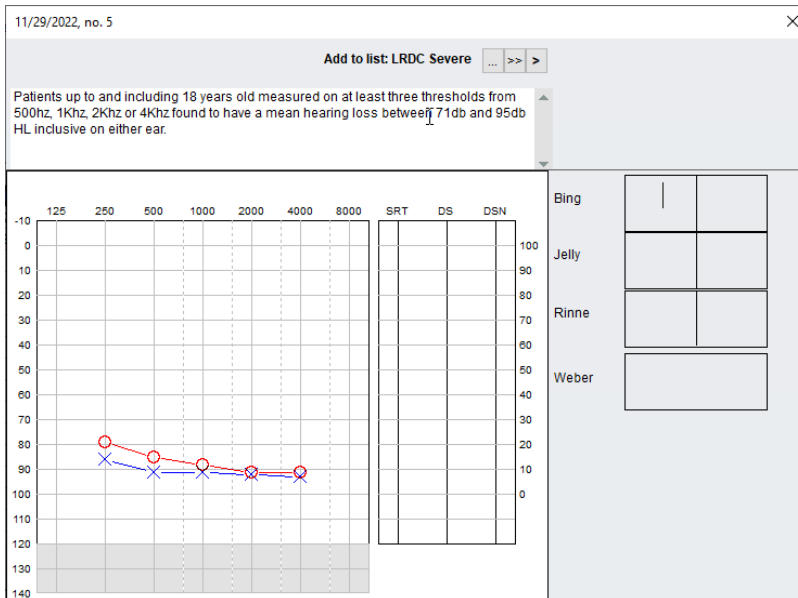 11/29/2022, no. 5
Add to list: LRDC Severe ... >> >
Patients up to and including 18 years old measured on at least three thresholds from
500hz, 1Khz, 2Khz or 4Khz found to have a mean hearing loss between 71db and 95db
HL inclusive on either ear.
125 250 500 1000 2000 4000 8000 SRT DS DSN
-10
0 100
10 90
20 80
30 70
40 60
50 50
60 40
70 30
80 20
90 10
100 0
110
120
130
140
Bing
Jelly
Rinne
Weber